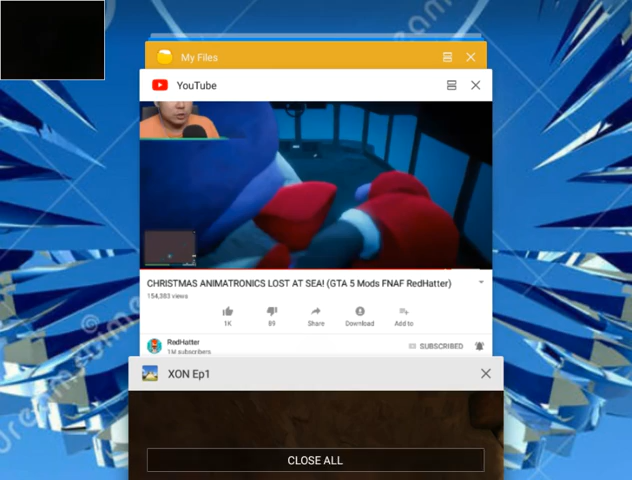 My Files
YouTube
CHRISTMAS ANIMATRONICS LOST AT SEA! (GTA 5 Mods FNAF RedHatter)
154,383 views
1K
89
Share
Download
Add to
RedHatter
1M subscribers
SUBSCRIBED
XON Ep1
CLOSE ALL